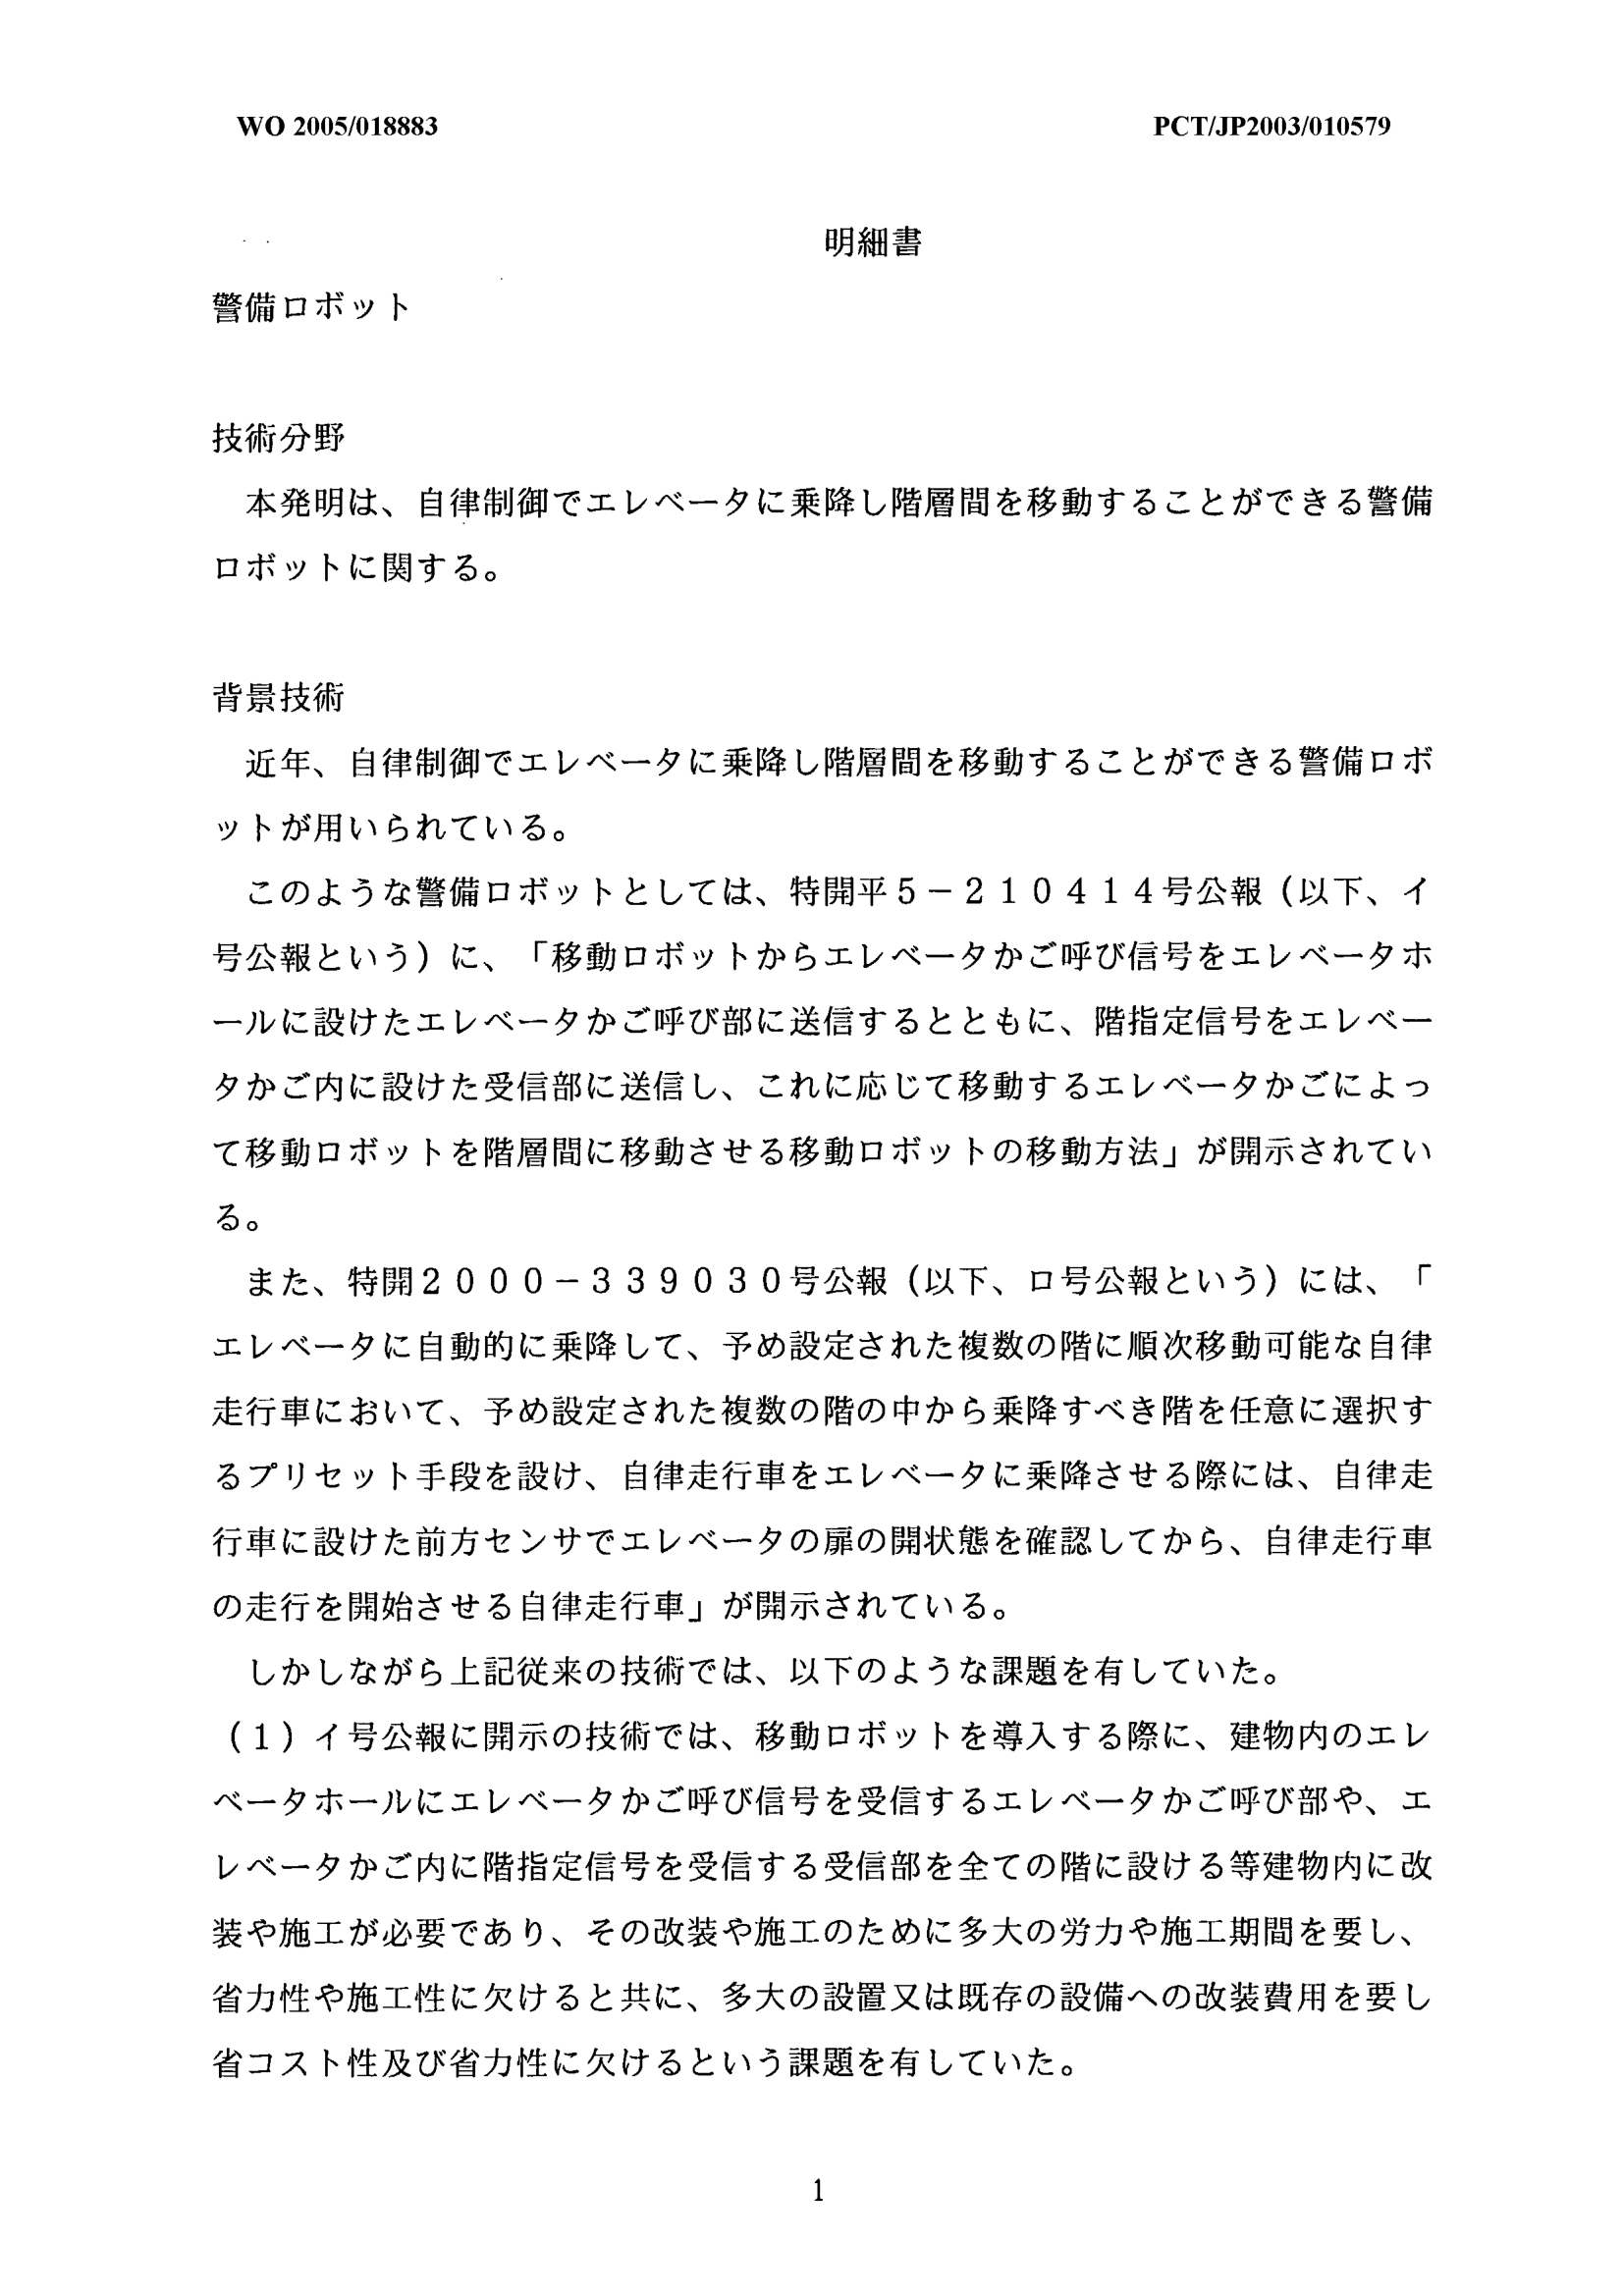 WO 2005/018883
PCT/JP2003/010579
明細書
警備ロボット
技術分野
　本発明は、自律制御でエレベータに乗降し階層間を移動することができる警備
ロボットに関する。
背景技術
　近年、自律制御でエレベータに乗降し階層間を移動することができる警備ロボ
ットが用いられている。
　このような警備ロボットとしては、特開平５－２１０４１４号公報（以下、イ
号公報という）に、「移動ロボットからエレベータかご呼び信号をエレベータホ
ールに設けたエレベータかご呼び部に送信するとともに、階指定信号をエレベー
タかご内に設けた受信部に送信し、これに応じて移動するエレベータかごによっ
て移動ロボットを階層間に移動させる移動ロボットの移動方法」が開示されてい
る。
　また、特開２０００－３３９０３０号公報（以下、ロ号公報という）には、「
エレベータに自動的に乗降して、予め設定された複数の階に順次移動可能な自律
走行車において、予め設定された複数の階の中から乗降すべき階を任意に選択す
るプリセット手段を設け、自律走行車をエレベータに乗降させる際には、自律走
行車に設けた前方センサでエレベータの扉の開状態を確認してから、自律走行車
の走行を開始させる自律走行車」が開示されている。
　しかしながら上記従来の技術では、以下のような課題を有していた。
（１）イ号公報に開示の技術では、移動ロボットを導入する際に、建物内のエレ
ベータホールにエレベータかご呼び信号を受信するエレベータかご呼び部や、エ
レベータかご内に階指定信号を受信する受信部を全ての階に設ける等建物内に改
装や施工が必要であり、その改装や施工のために多大の労力や施工期間を要し、
省力性や施工性に欠けると共に、多大の設置又は既存の設備への改装費用を要し
省コスト性及び省力性に欠けるという課題を有していた。
1